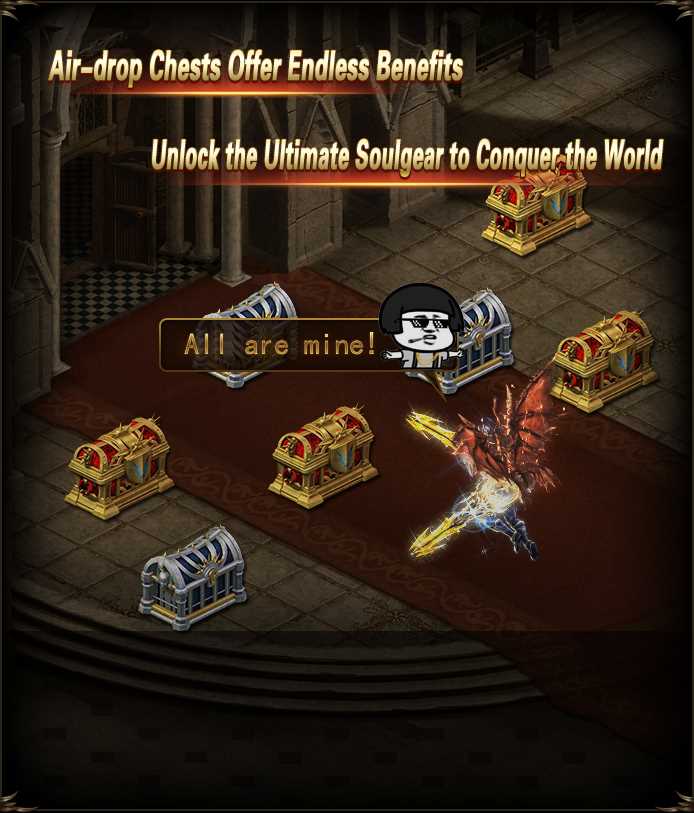 Air-drop Chests Offer Endless Benefits
Unlock the Ultimate Soulgear to Conquer the World
All are mine!